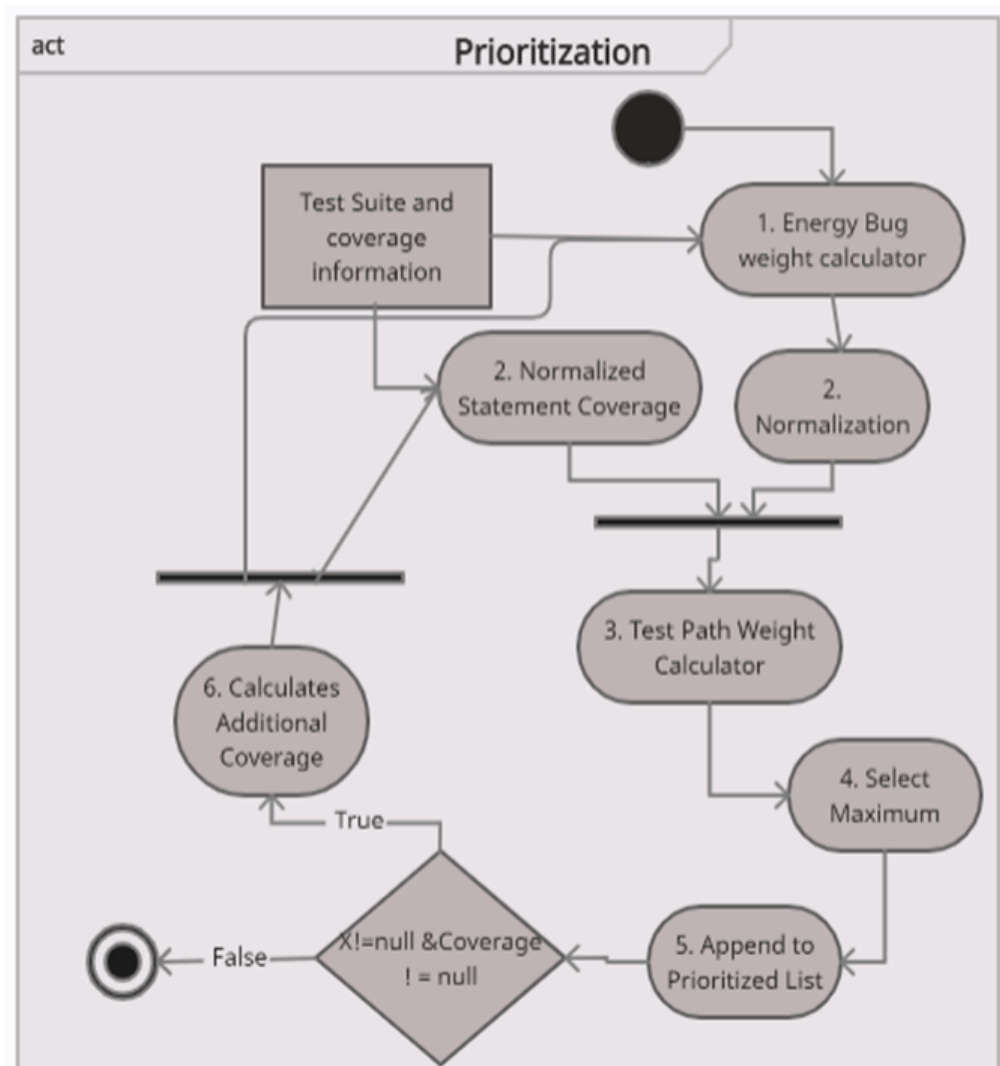 act
Prioritization
Test Suite and
coverage
information
1. Energy Bug
weight calculator
2. Normalized
Statement Coverage
2.
Normalization
3. Test Path Weight
Calculator
6. Calculates
Additional
Coverage
4. Select
Maximum
True
X!=null &Coverage
! = null
False
5. Append to
Prioritized List